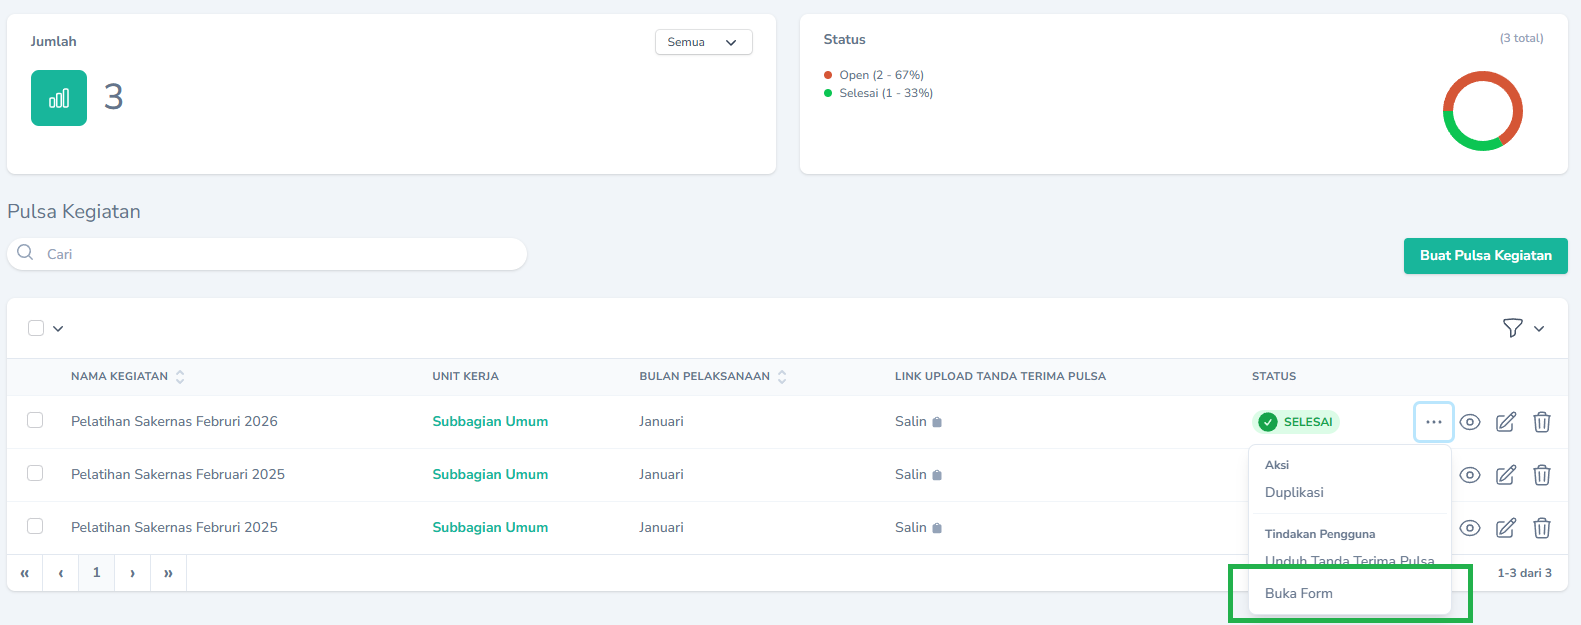 Jumlah
Semua
3
Status
(3 total)
Open (2 - 67%)
Selesai (1 - 33%)
Pulsa Kegiatan
Cari
Buat Pulsa Kegiatan
NAMA KEGIATAN UNIT KERJA BULAN PELAKSANAAN LINK UPLOAD TANDA TERIMA PULSA STATUS
Pelatihan Sakernas Februri 2026 Subbagian Umum Januari Salin SELESAI
Pelatihan Sakernas Februari 2025 Subbagian Umum Januari Salin
Pelatihan Sakernas Februri 2025 Subbagian Umum Januari Salin
Aksi
Duplikasi
Tindakan Pengguna
Unduh Tanda Terima Pulsa
Buka Form
« ‹ 1 › »
1-3 dari 3